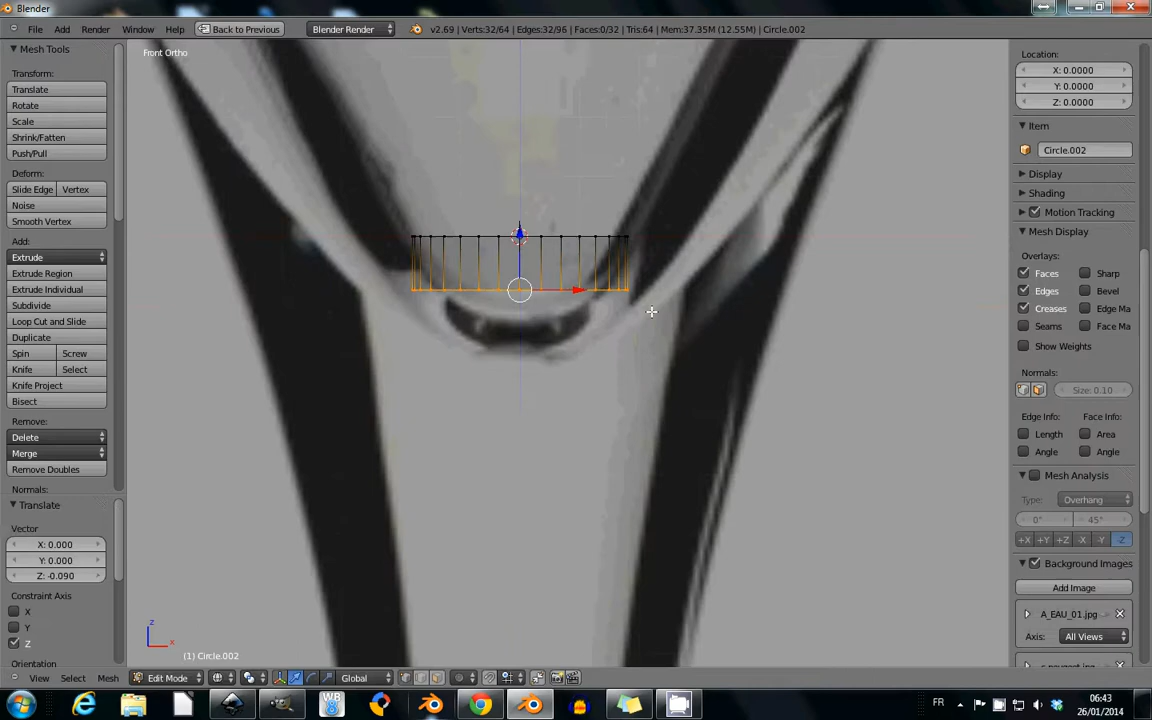 Blender
File Add Render Window Help Back to Previous Blender Render v2.69 | Verts:32/64 | Edges:32/96 | Faces:0/32 | Tris:64 | Mem:37.35M (12.55M) | Circle.002
Mesh Tools
Transform:
Translate
Rotate
Scale
Shrink/Fatten
Push/Pull
Deform:
Slide Edge Vertex
Noise
Smooth Vertex
Add:
Extrude
Extrude Region
Extrude Individual
Subdivide
Loop Cut and Slide
Duplicate
Spin Screw
Knife Select
Knife Project
Bisect
Remove:
Delete
Merge
Remove Doubles
Normals:
Translate
Vector
X: 0.000
Y: 0.000
Z: -0.090
Constraint Axis
X
Y
Z
Orientation
Front Ortho
z
x
(1) Circle.002
Location:
X: 0.0000
Y: 0.0000
Z: 0.0000
Item
Circle.002
Display
Shading
Motion Tracking
Mesh Display
Overlays:
Faces Sharp
Edges Bevel
Creases Edge Ma
Seams Face Ma
Show Weights
Normals:
Size: 0.10
Edge Info: Face Info:
Length Area
Angle Angle
Mesh Analysis
Type: Overhang
0° 45°
+X +Y +Z -X -Y -Z
Background Images
Add Image
A_EAU_01.jpg
Axis: All Views
View Select Mesh Edit Mode Global
WB
8
FR
06:43
26/01/2014